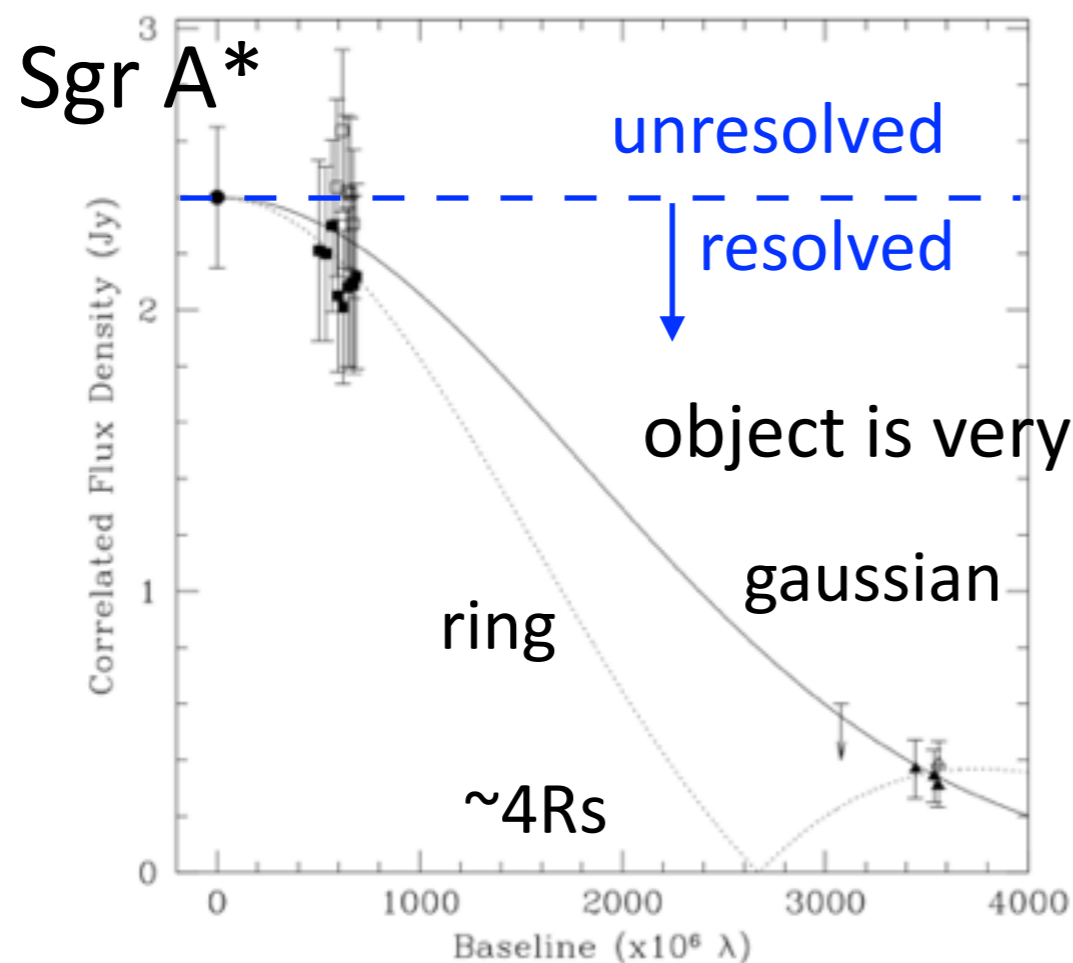 Sgr A*
unresolved
resolved
object is very
gaussian
ring
~4Rs
Correlated Flux Density (Jy)
3
2
1
0
0 1000 2000 3000 4000
Baseline (x10⁶ λ)